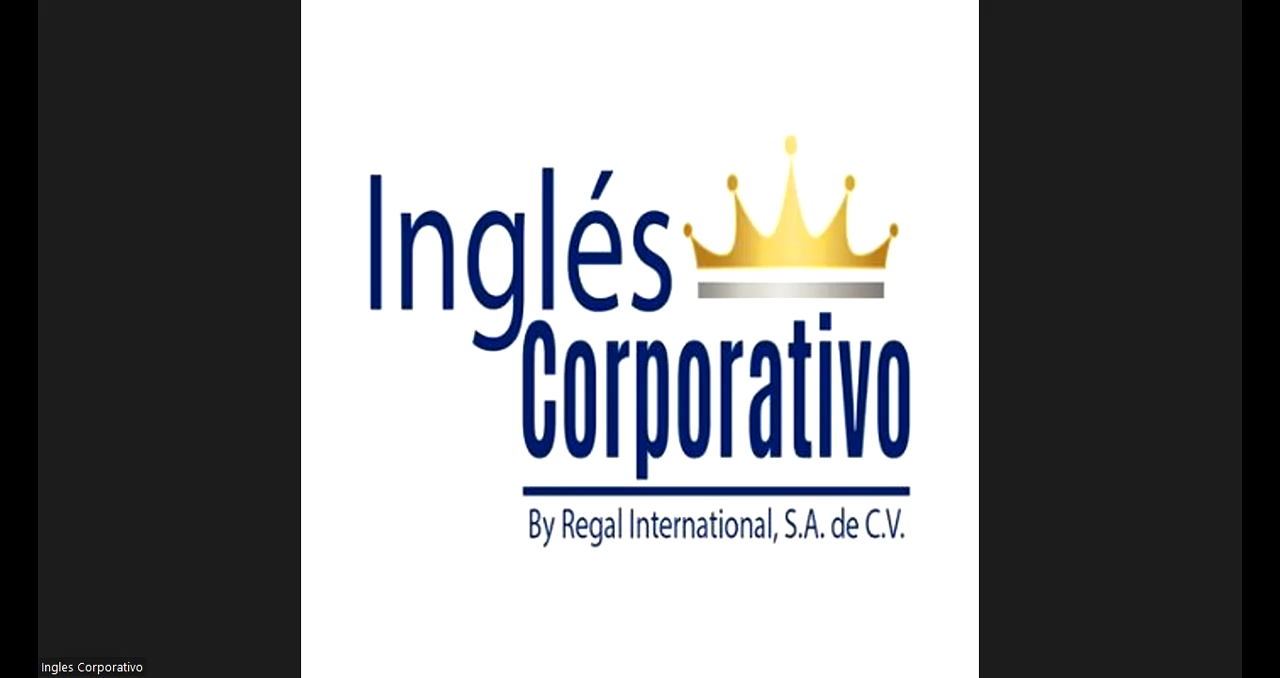 Inglés
Corporativo
By Regal International, S.A. de C.V.
Ingles Corporativo